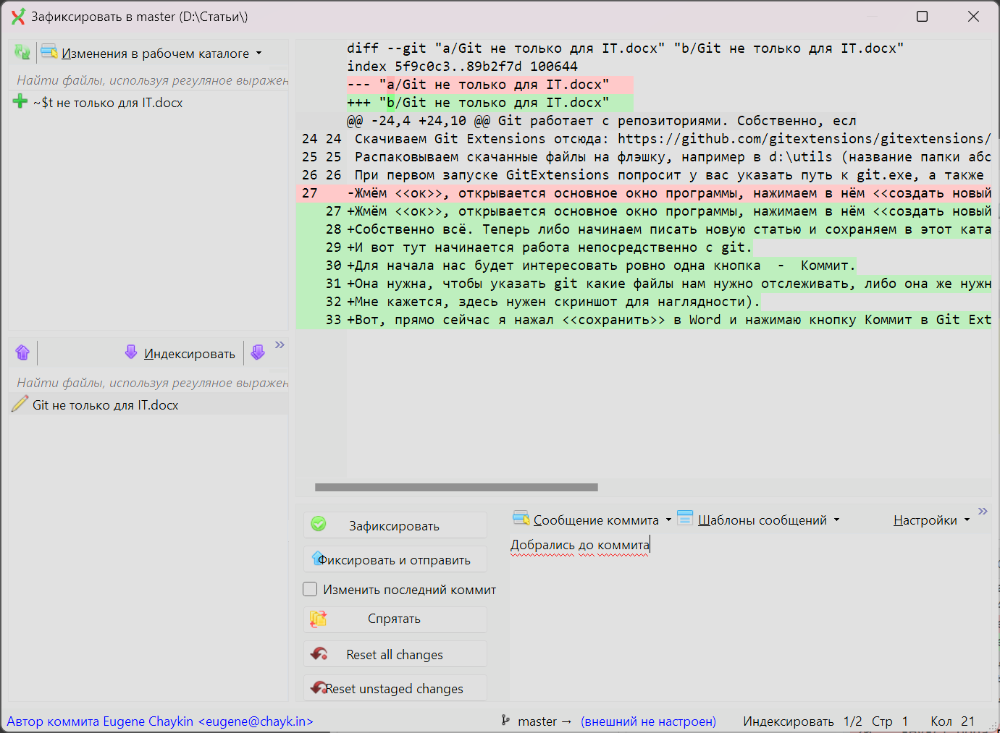 Зафиксировать в master (D:\Статьи\)
Изменения в рабочем каталоге
Найти файлы, используя регуляное выражен
~$t не только для IT.docx
Индексировать
Найти файлы, используя регуляное выражен
Git не только для IT.docx
diff --git "a/Git не только для IT.docx" "b/Git не только для IT.docx"
index 5f9c0c3..89b2f7d 100644
--- "a/Git не только для IT.docx"
+++ "b/Git не только для IT.docx"
@@ -24,4 +24,10 @@ Git работает с репозиториями. Собственно, есл
24 24 Скачиваем Git Extensions отсюда: https://github.com/gitextensions/gitextensions/
25 25 Распаковываем скачанные файлы на флэшку, например в d:\utils (название папки абс
26 26 При первом запуске GitExtensions попросит у вас указать путь к git.exe, а также
27 -Жмём <<ок>>, открывается основное окно программы, нажимаем в нём <<создать новый
27 +Жмём <<ок>>, открывается основное окно программы, нажимаем в нём <<создать новый
28 +Собственно всё. Теперь либо начинаем писать новую статью и сохраняем в этот ката
29 +И вот тут начинается работа непосредственно с git.
30 +Для начала нас будет интересовать ровно одна кнопка  -  Коммит.
31 +Она нужна, чтобы указать git какие файлы нам нужно отслеживать, либо она же нужн
32 +Мне кажется, здесь нужен скриншот для наглядности).
33 +Вот, прямо сейчас я нажал <<сохранить>> в Word и нажимаю кнопку Коммит в Git Ext
Зафиксировать
Фиксировать и отправить
Изменить последний коммит
Спрятать
Reset all changes
Reset unstaged changes
Сообщение коммита
Шаблоны сообщений
Настройки
Добрались до коммита
Автор коммита Eugene Chaykin <eugene@chayk.in>
master → (внешний не настроен)
Индексировать 1/2 Стр 1 Кол 21